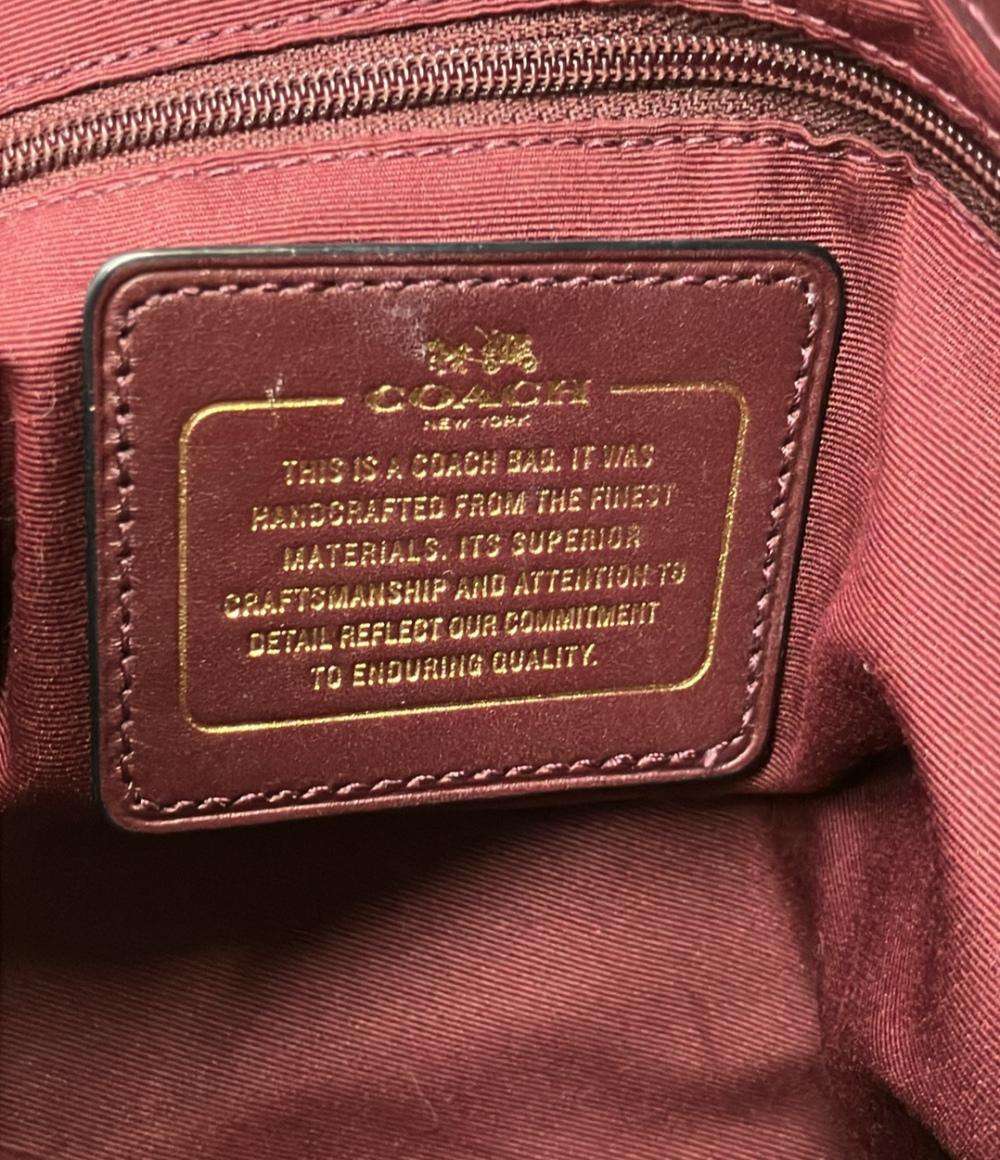 COACH
NEW YORK
THIS IS A COACH BAG. IT WAS
HANDCRAFTED FROM THE FINEST
MATERIALS. ITS SUPERIOR
CRAFTSMANSHIP AND ATTENTION TO
DETAIL REFLECT OUR COMMITMENT
TO ENDURING QUALITY.